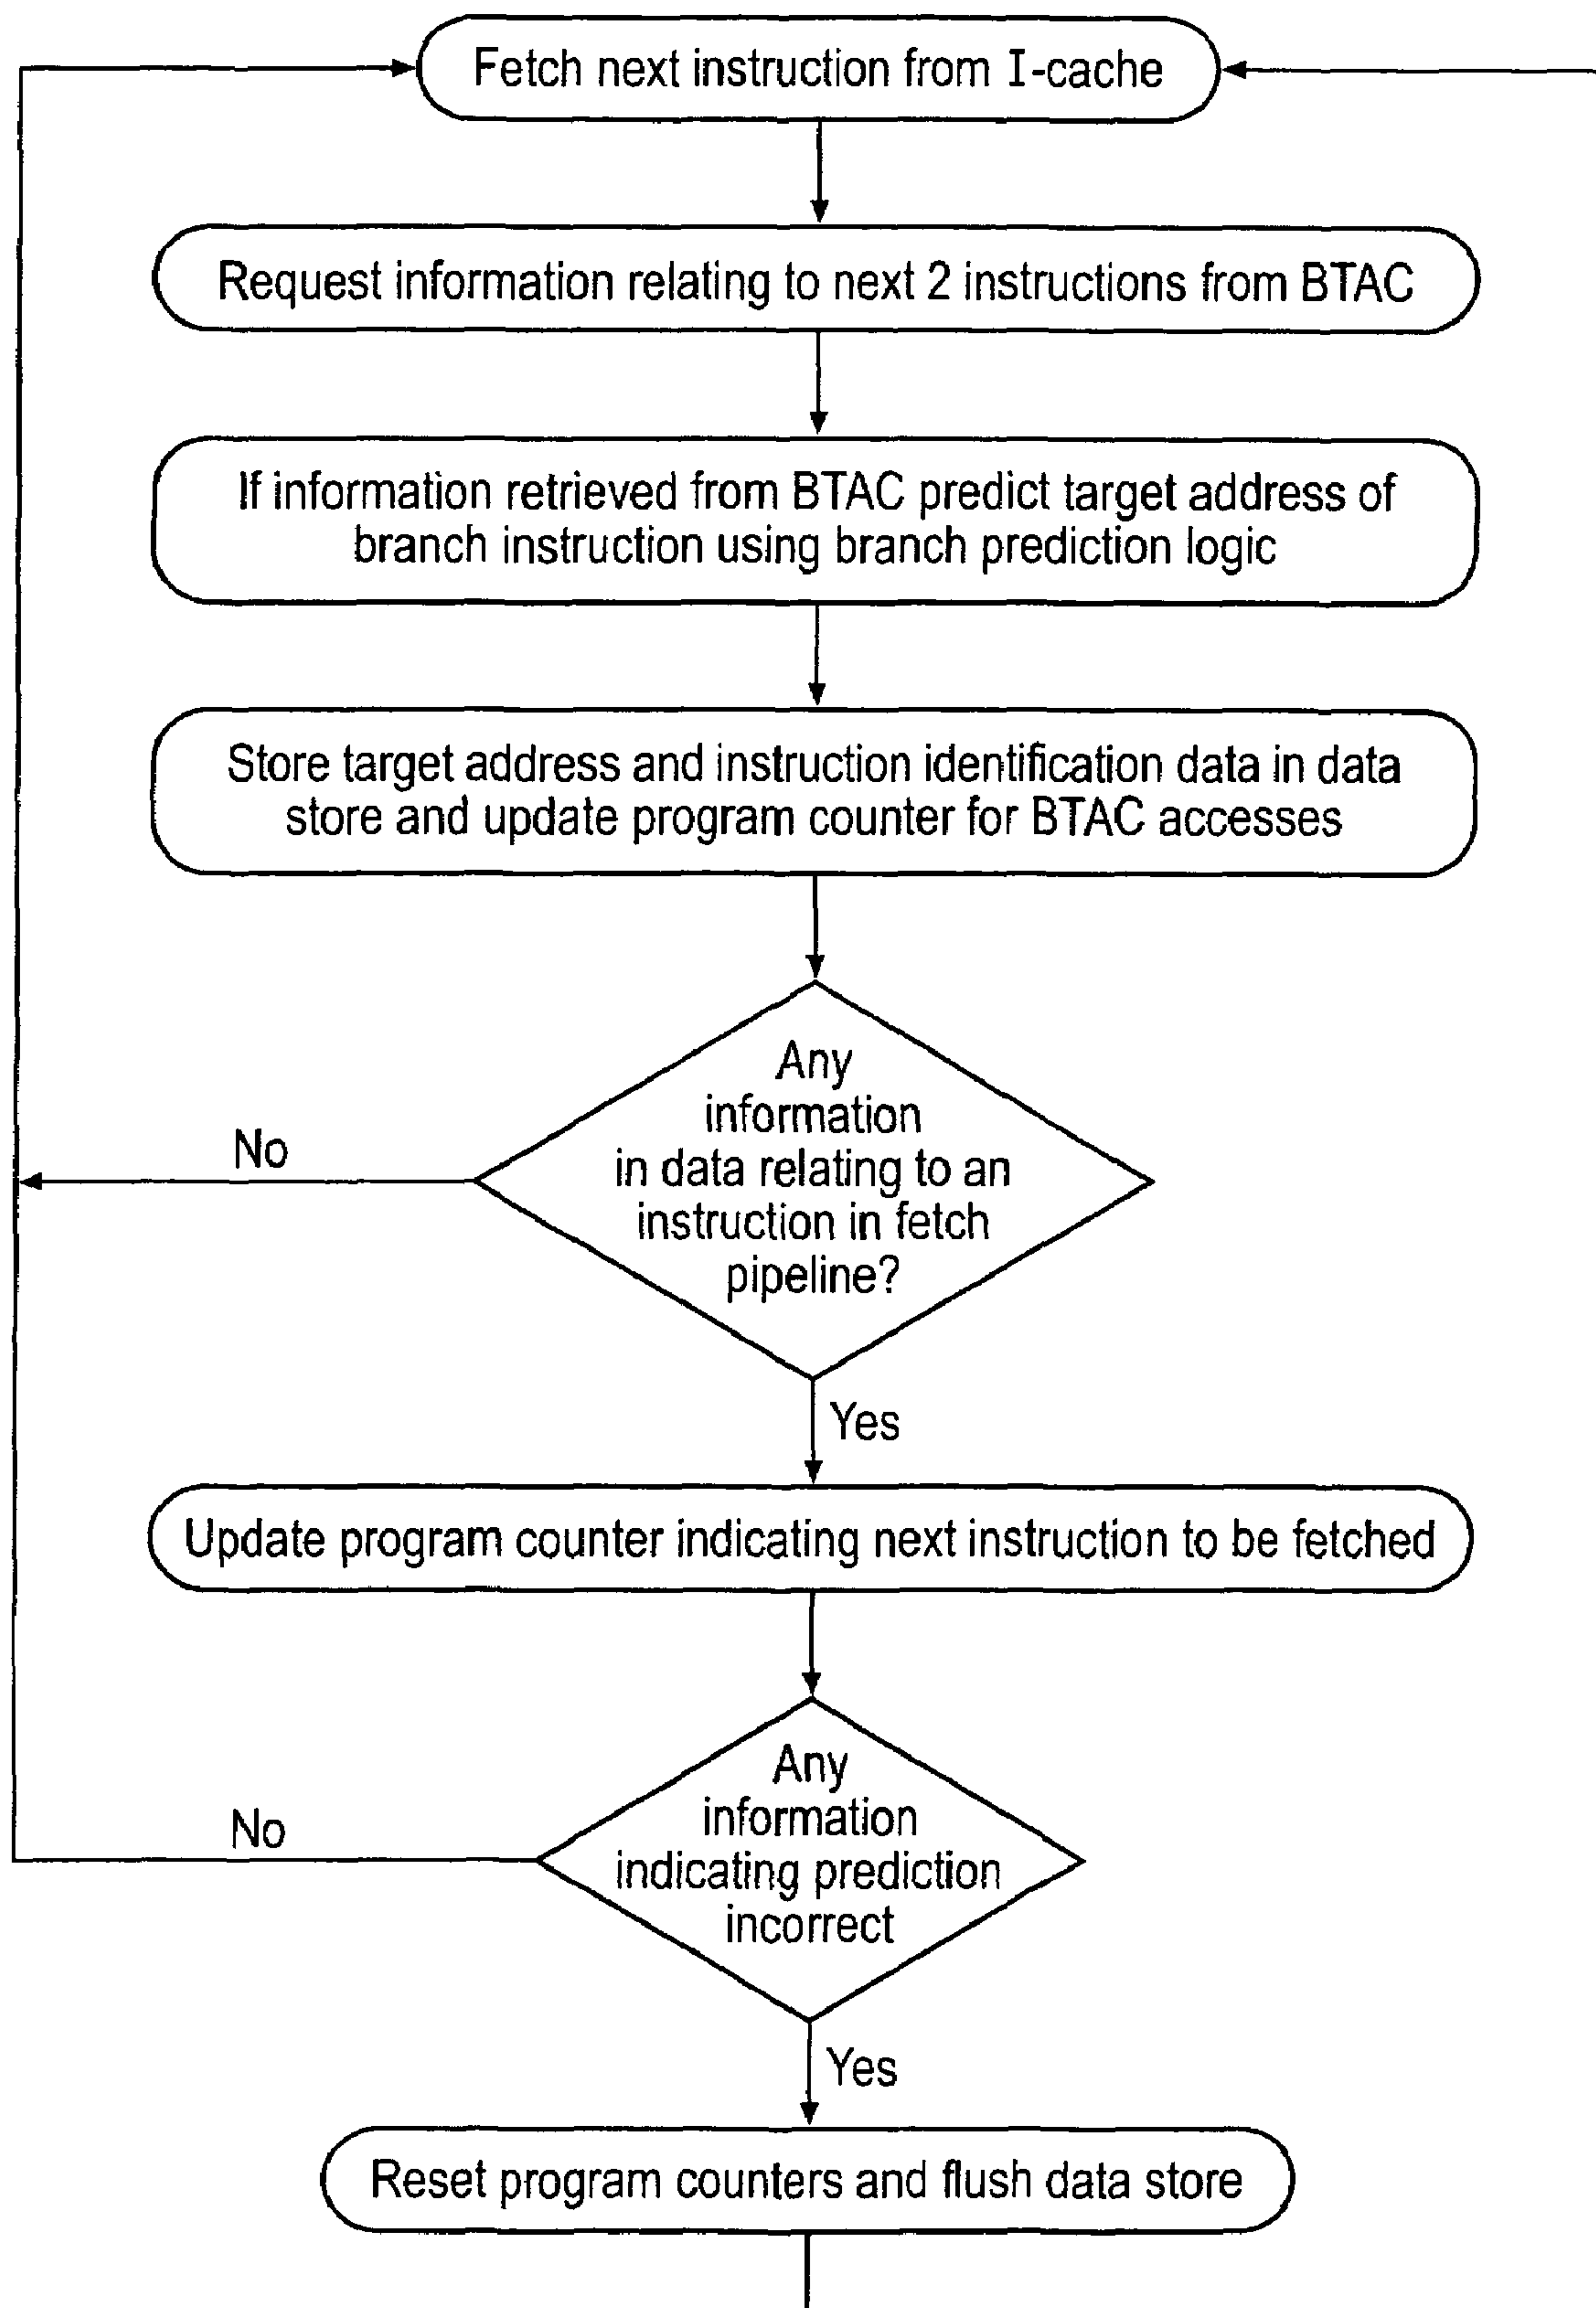 Fetch next instruction from I-cache
Request information relating to next 2 instructions from BTAC
If information retrieved from BTAC predict target address of
branch instruction using branch prediction logic
Store target address and instruction identification data in data
store and update program counter for BTAC accesses
Any
information
in data relating to an
instruction in fetch
pipeline?
No
Yes
Update program counter indicating next instruction to be fetched
Any
information
indicating prediction
incorrect
No
Yes
Reset program counters and flush data store